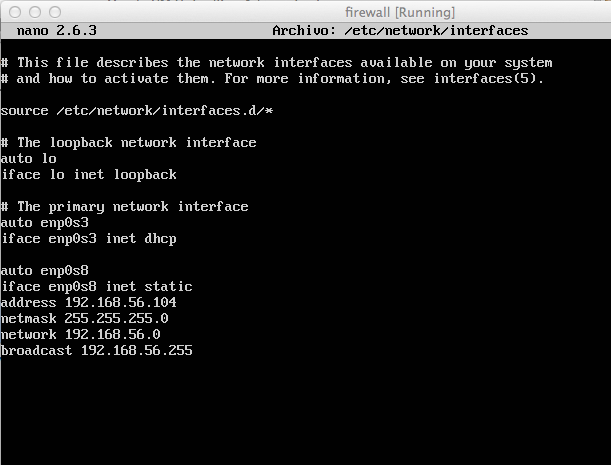 firewall [Running]
nano 2.6.3 Archivo: /etc/network/interfaces
# This file describes the network interfaces available on your system
# and how to activate them. For more information, see interfaces(5).
source /etc/network/interfaces.d/*
# The loopback network interface
auto lo
iface lo inet loopback
# The primary network interface
auto enp0s3
iface enp0s3 inet dhcp
auto enp0s8
iface enp0s8 inet static
address 192.168.56.104
netmask 255.255.255.0
network 192.168.56.0
broadcast 192.168.56.255